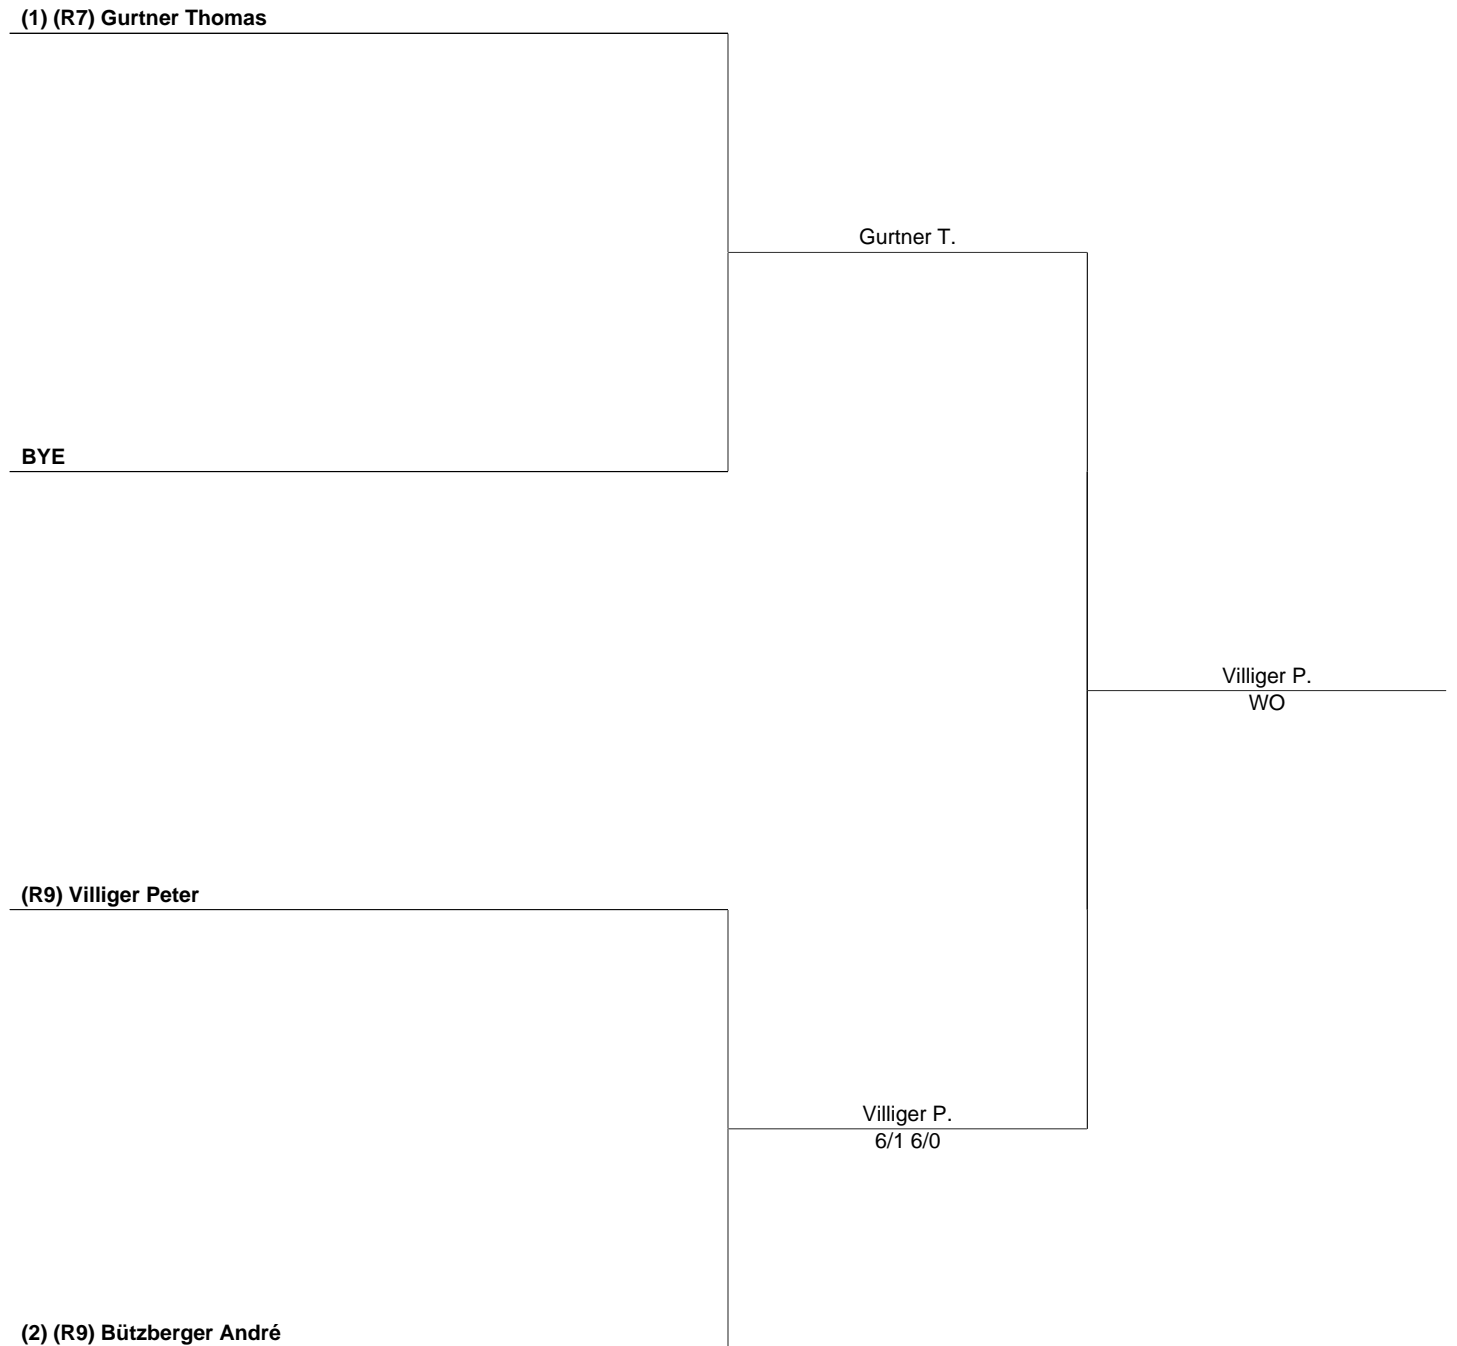 (1) (R7) Gurtner Thomas
Gurtner T.
BYE
Villiger P.
WO
(R9) Villiger Peter
Villiger P.
6/1 6/0
(2) (R9) Bützberger André